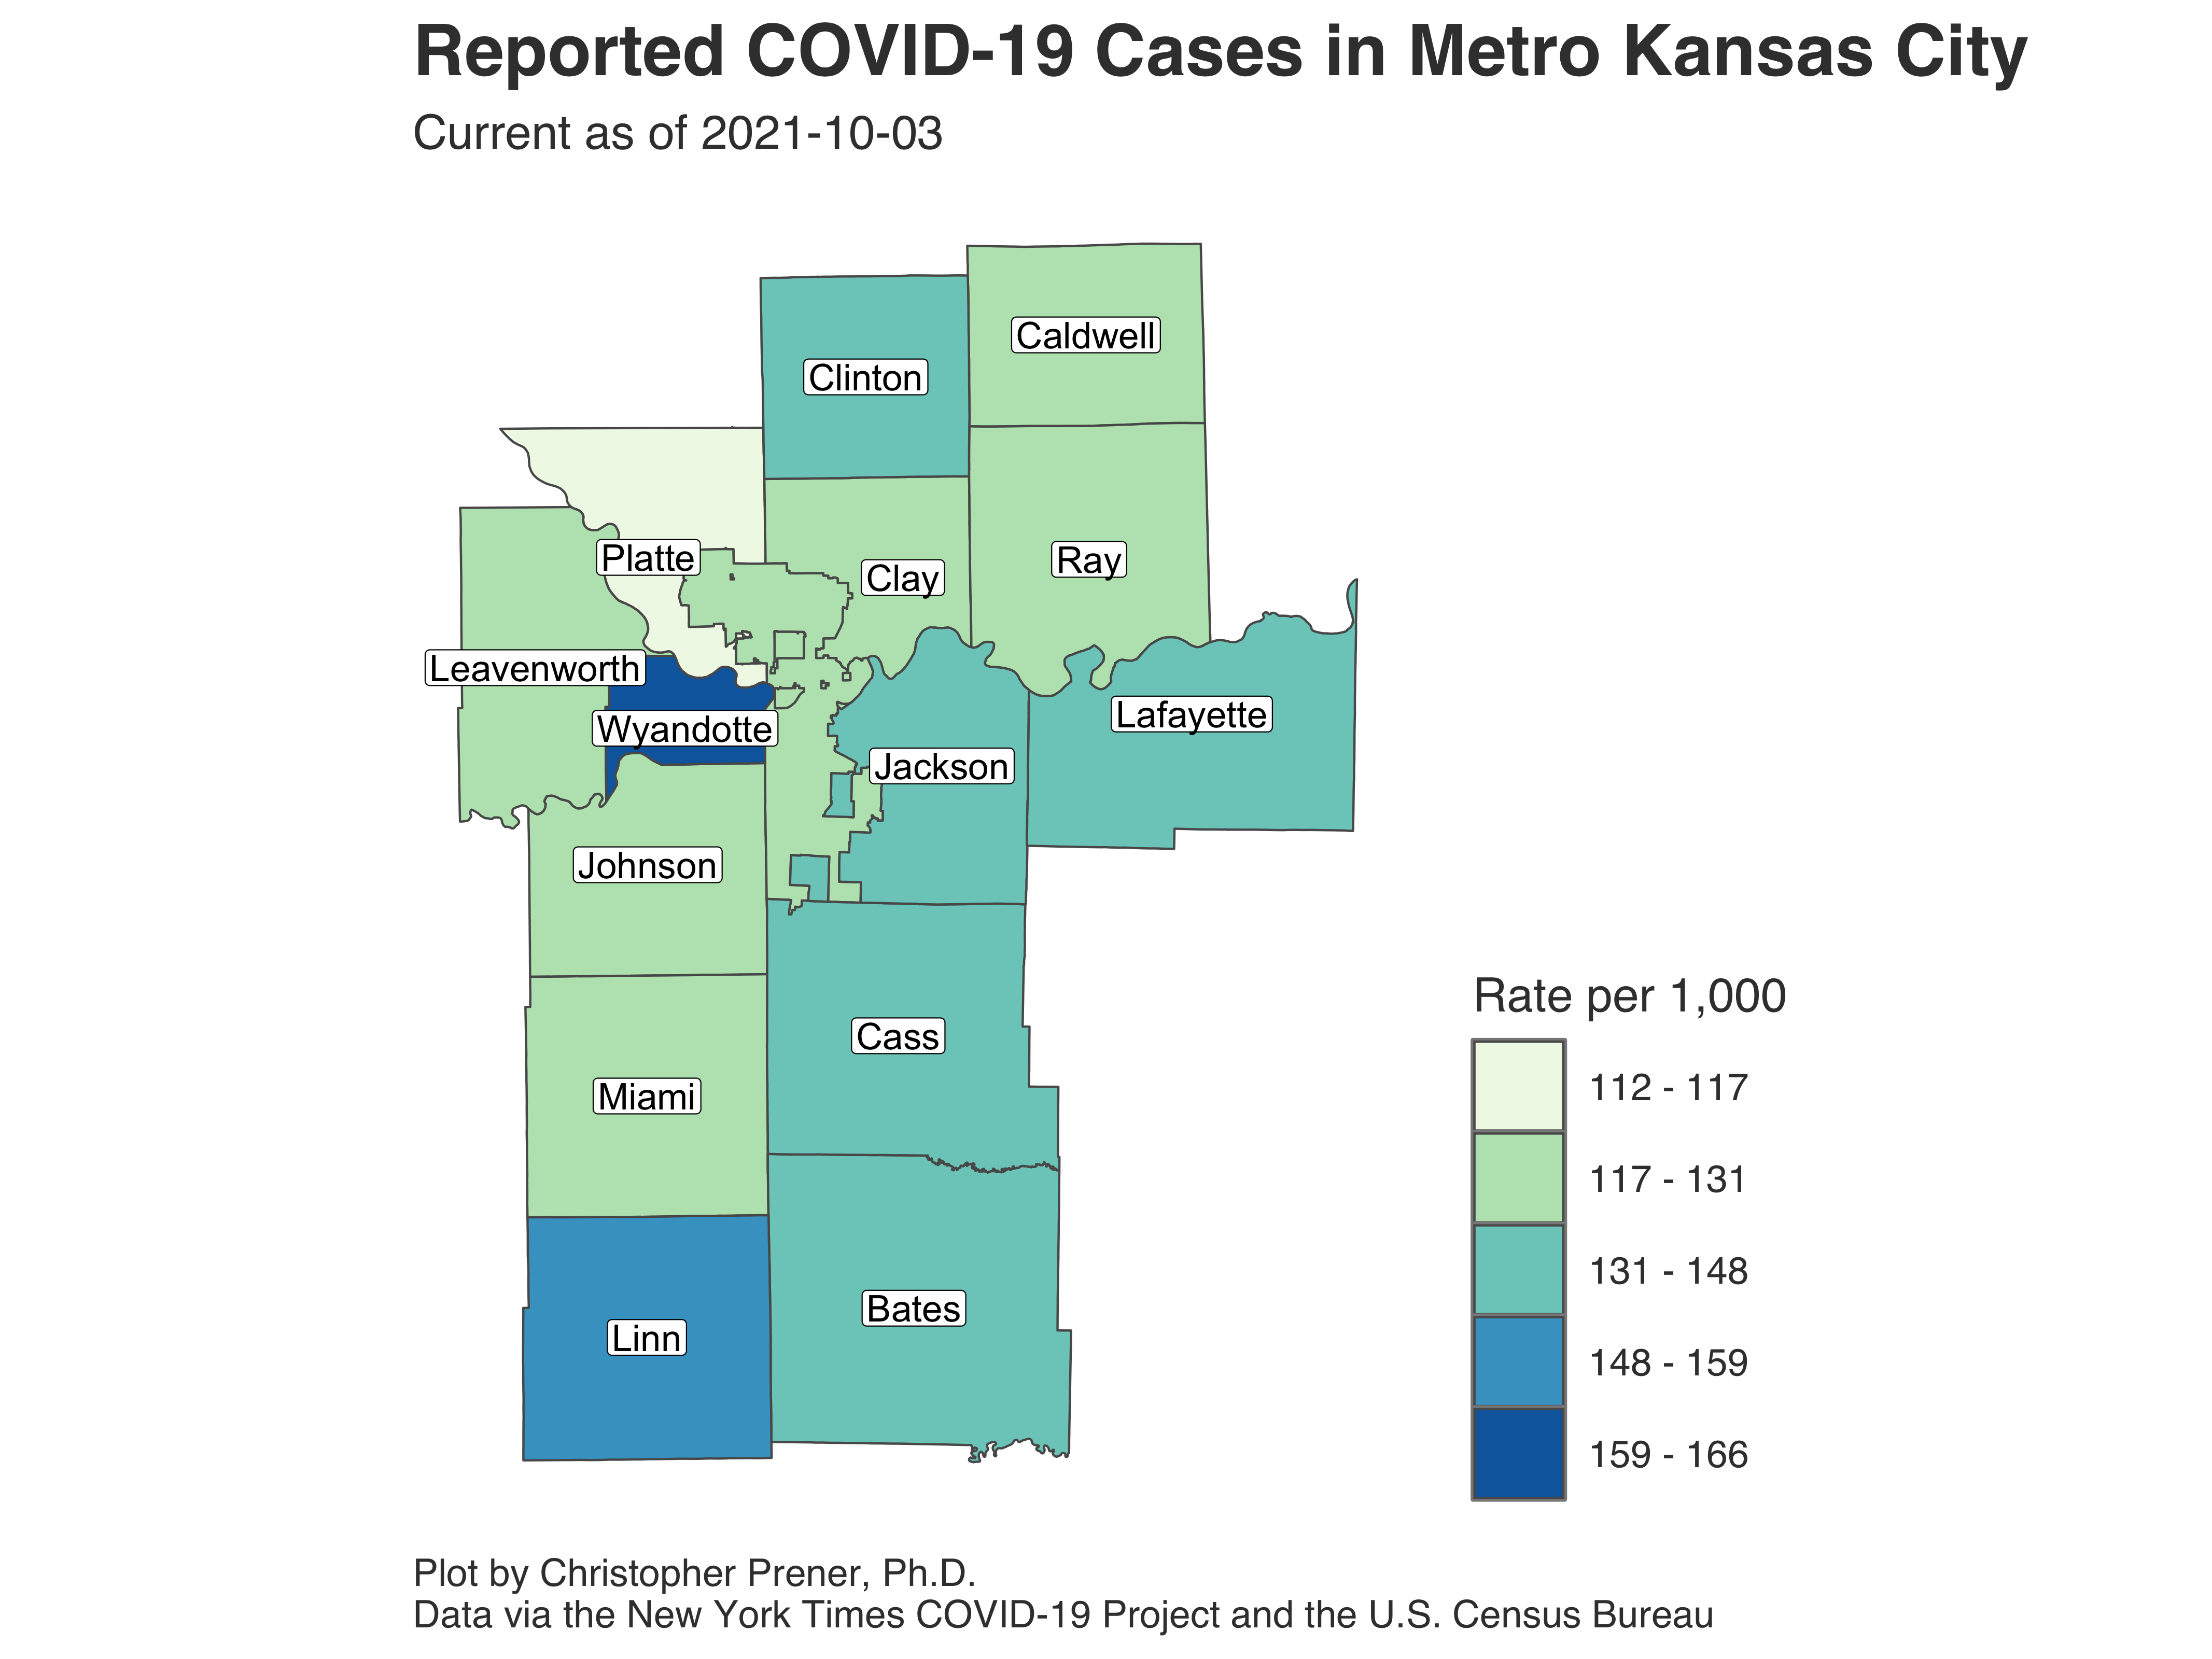 Reported COVID-19 Cases in Metro Kansas City
Current as of 2021-10-03
Caldwell
Clinton
Platte
Clay
Ray
Leavenworth
Wyandotte
Lafayette
Jackson
Johnson
Cass
Miami
Bates
Linn
Rate per 1,000
112 - 117
117 - 131
131 - 148
148 - 159
159 - 166
Plot by Christopher Prener, Ph.D.
Data via the New York Times COVID-19 Project and the U.S. Census Bureau